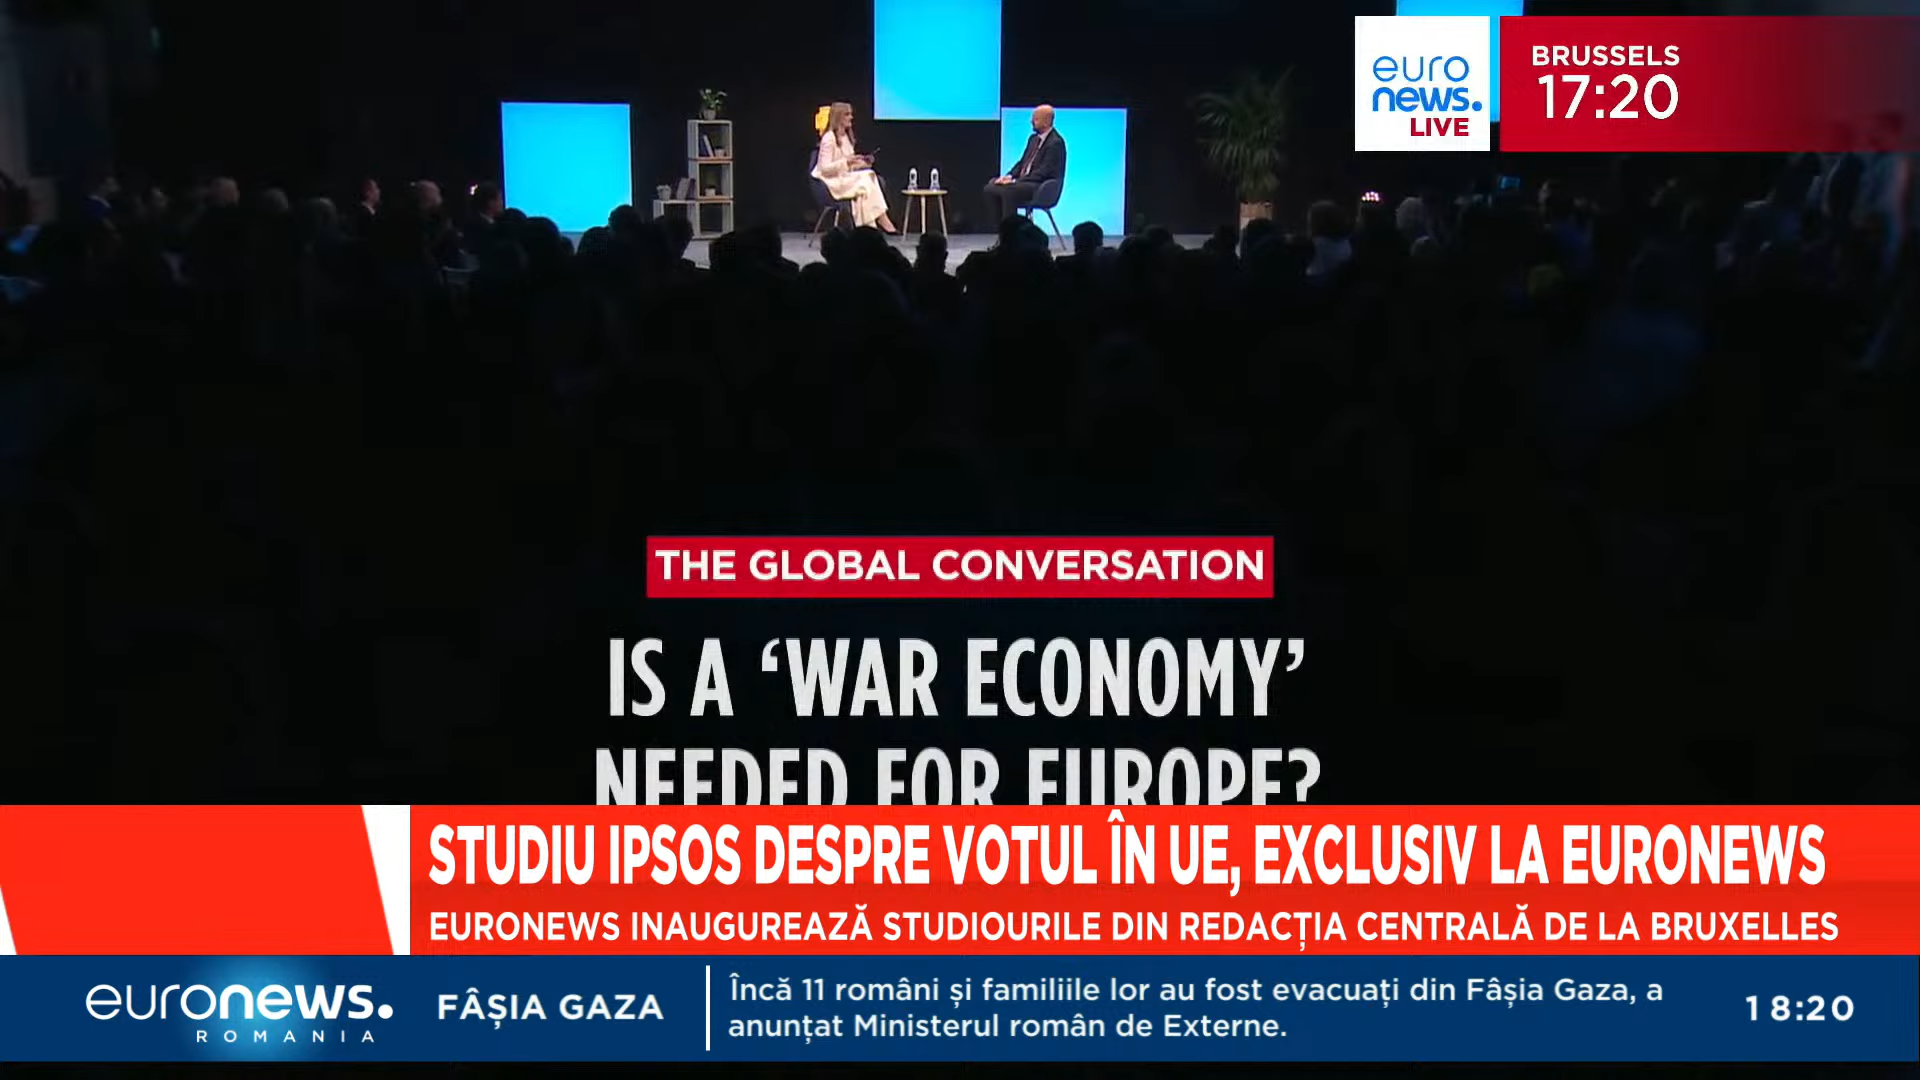 euro
news.
LIVE
BRUSSELS
17:20
THE GLOBAL CONVERSATION
IS A ‘WAR ECONOMY’
NEEDED FOR EUROPE?
STUDIU IPSOS DESPRE VOTUL ÎN UE, EXCLUSIV LA EURONEWS
EURONEWS INAUGUREAZĂ STUDIOURILE DIN REDACȚIA CENTRALĂ DE LA BRUXELLES
euronews.
ROMANIA
FÂȘIA GAZA
Încă 11 români și familiile lor au fost evacuați din Fâșia Gaza, a
anunțat Ministerul român de Externe.
18:20